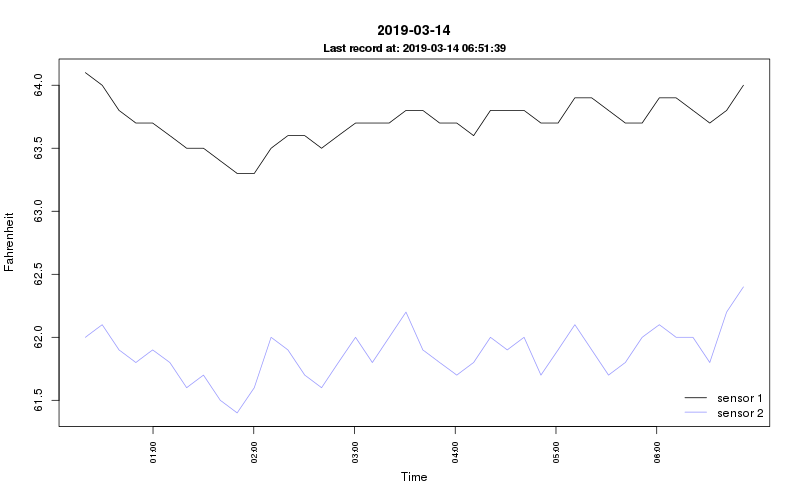 2019-03-14
Last record at: 2019-03-14 06:51:39
Fahrenheit
64.0
63.5
63.0
62.5
62.0
61.5
sensor 1
sensor 2
01:00 02:00 03:00 04:00 05:00 06:00
Time